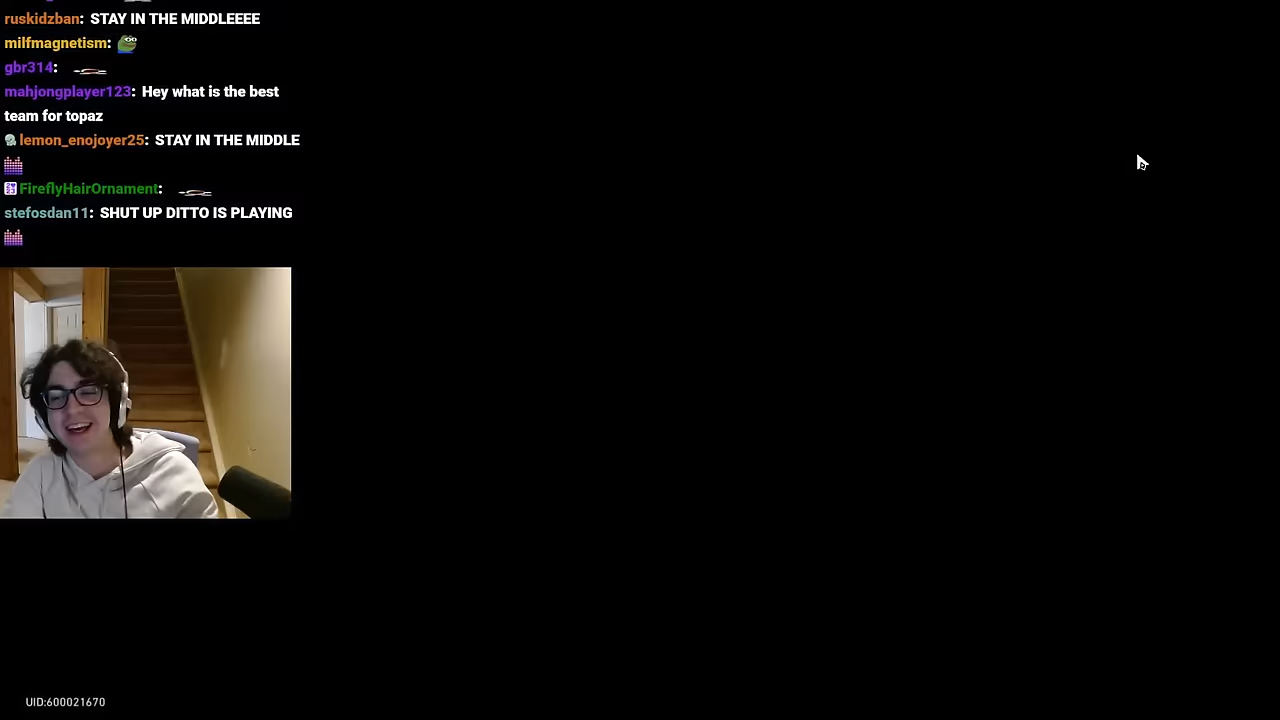 ruskidzban: STAY IN THE MIDDLEEEE
milfmagnetism:
gbr314:
mahjongplayer123: Hey what is the best
team for topaz
lemon_enojoyer25: STAY IN THE MIDDLE
FireflyHairOrnament:
stefosdan11: SHUT UP DITTO IS PLAYING
UID:600021670